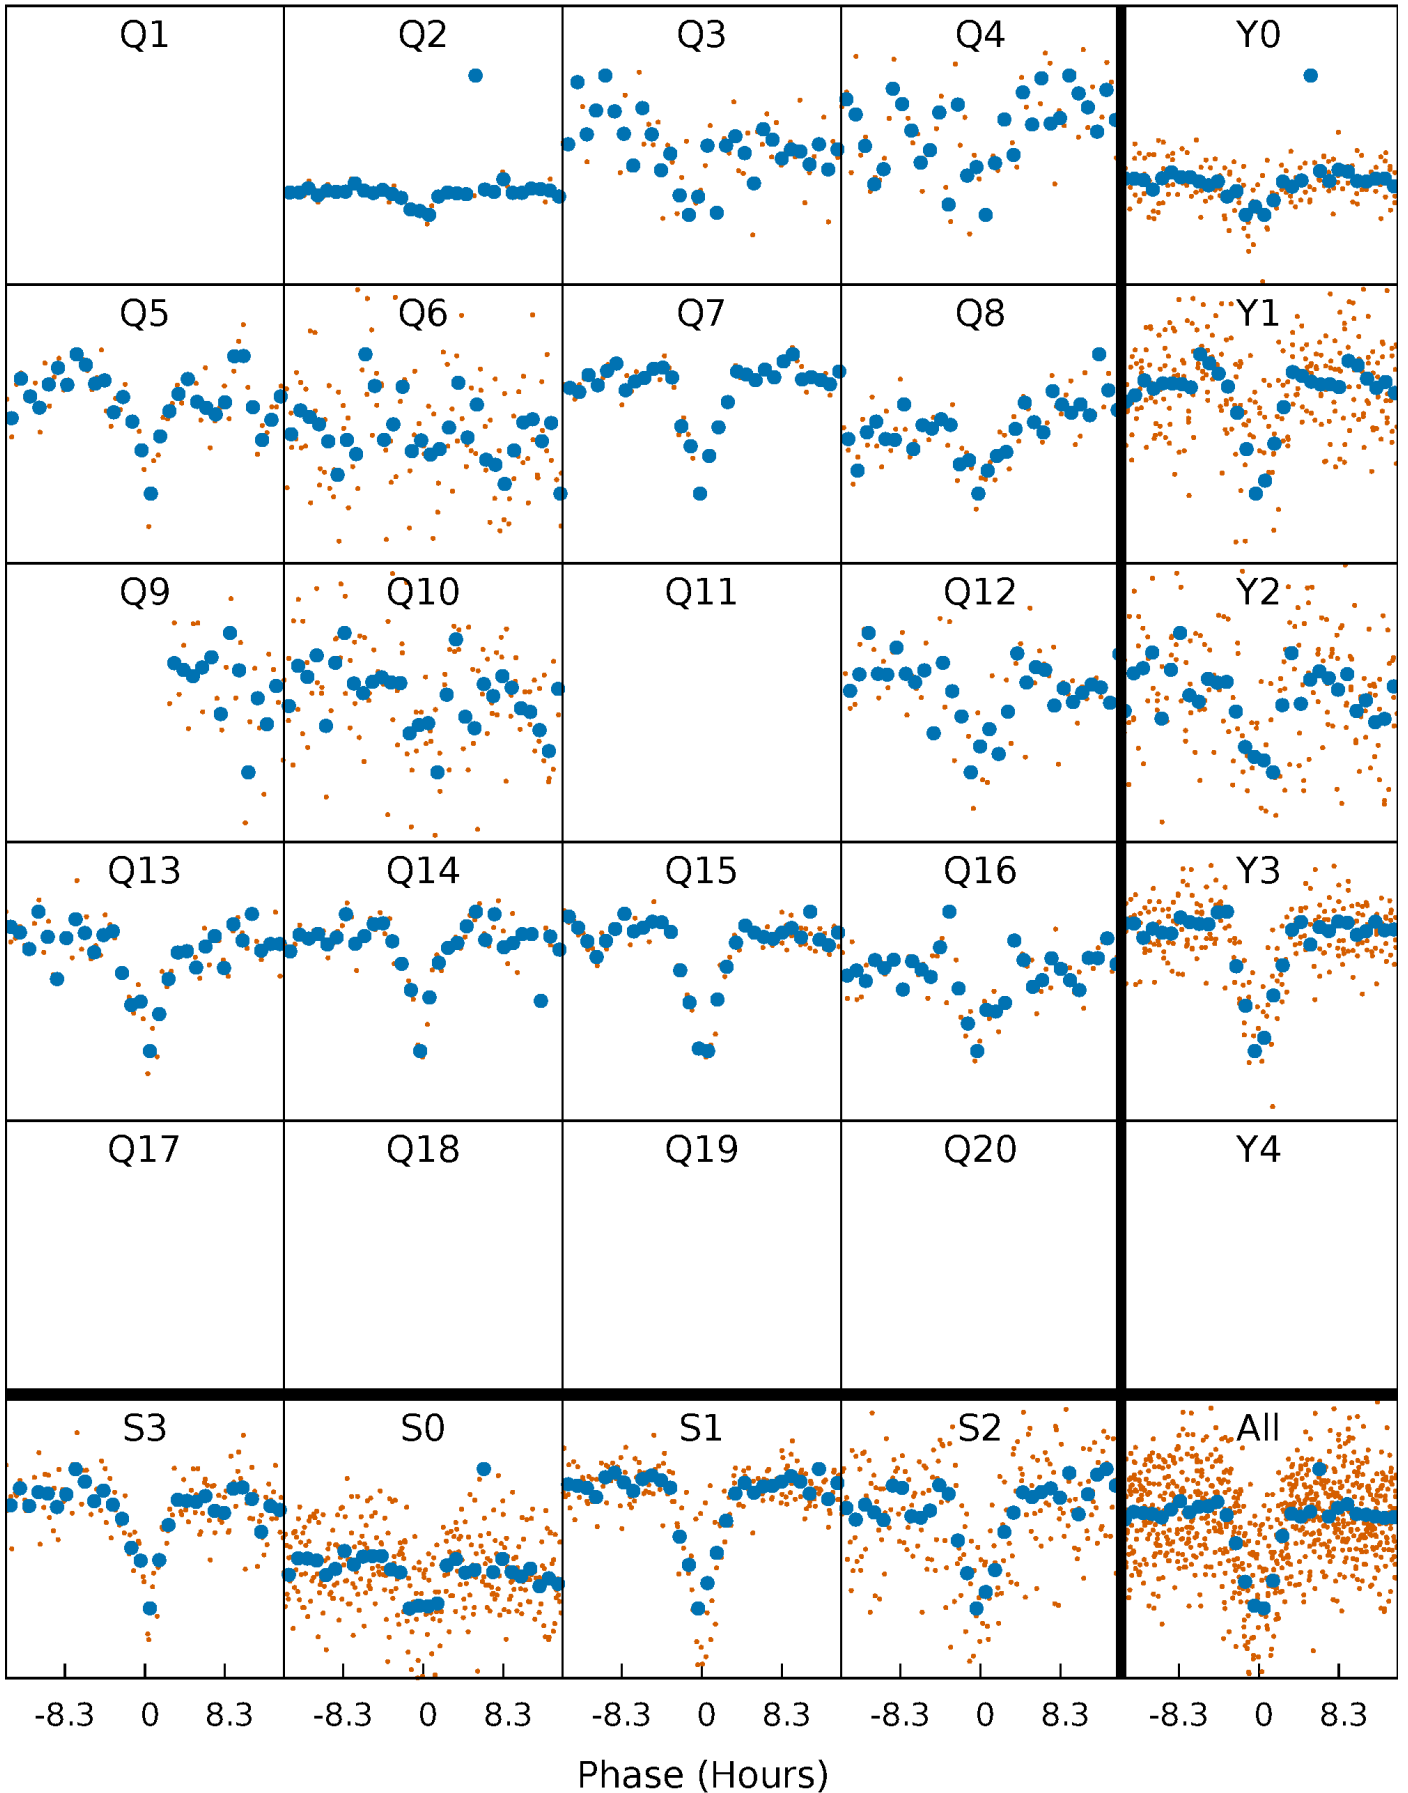 Q1 Q2 Q3 Q4 Y0
Q5 Q6 Q7 Q8 Y1
Q9 Q10 Q11 Q12 Y2
Q13 Q14 Q15 Q16 Y3
Q17 Q18 Q19 Q20 Y4
S3 S0 S1 S2 All
-8.3 0 8.3 -8.3 0 8.3 -8.3 0 8.3 -8.3 0 8.3 -8.3 0 8.3
Phase (Hours)